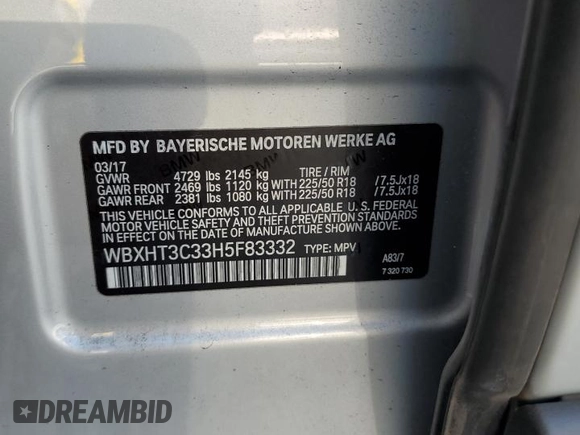 MFD BY BAYERISCHE MOTOREN WERKE AG
03/17
GVWR 4729 lbs 2145 kg TIRE / RIM
GAWR FRONT 2469 lbs 1120 kg WITH 225/50 R18 /7.5Jx18
GAWR REAR 2381 lbs 1080 kg WITH 225/50 R18 /7.5Jx18
THIS VEHICLE CONFORMS TO ALL APPLICABLE U. S. FEDERAL
MOTOR VEHICLE SAFETY AND THEFT PREVENTION STANDARDS
IN EFFECT ON THE DATE OF MANUFACTURE SHOWN ABOVE.
WBXHT3C33H5F83332 TYPE: MPV
A83/7
7 320 730
DREAMBID